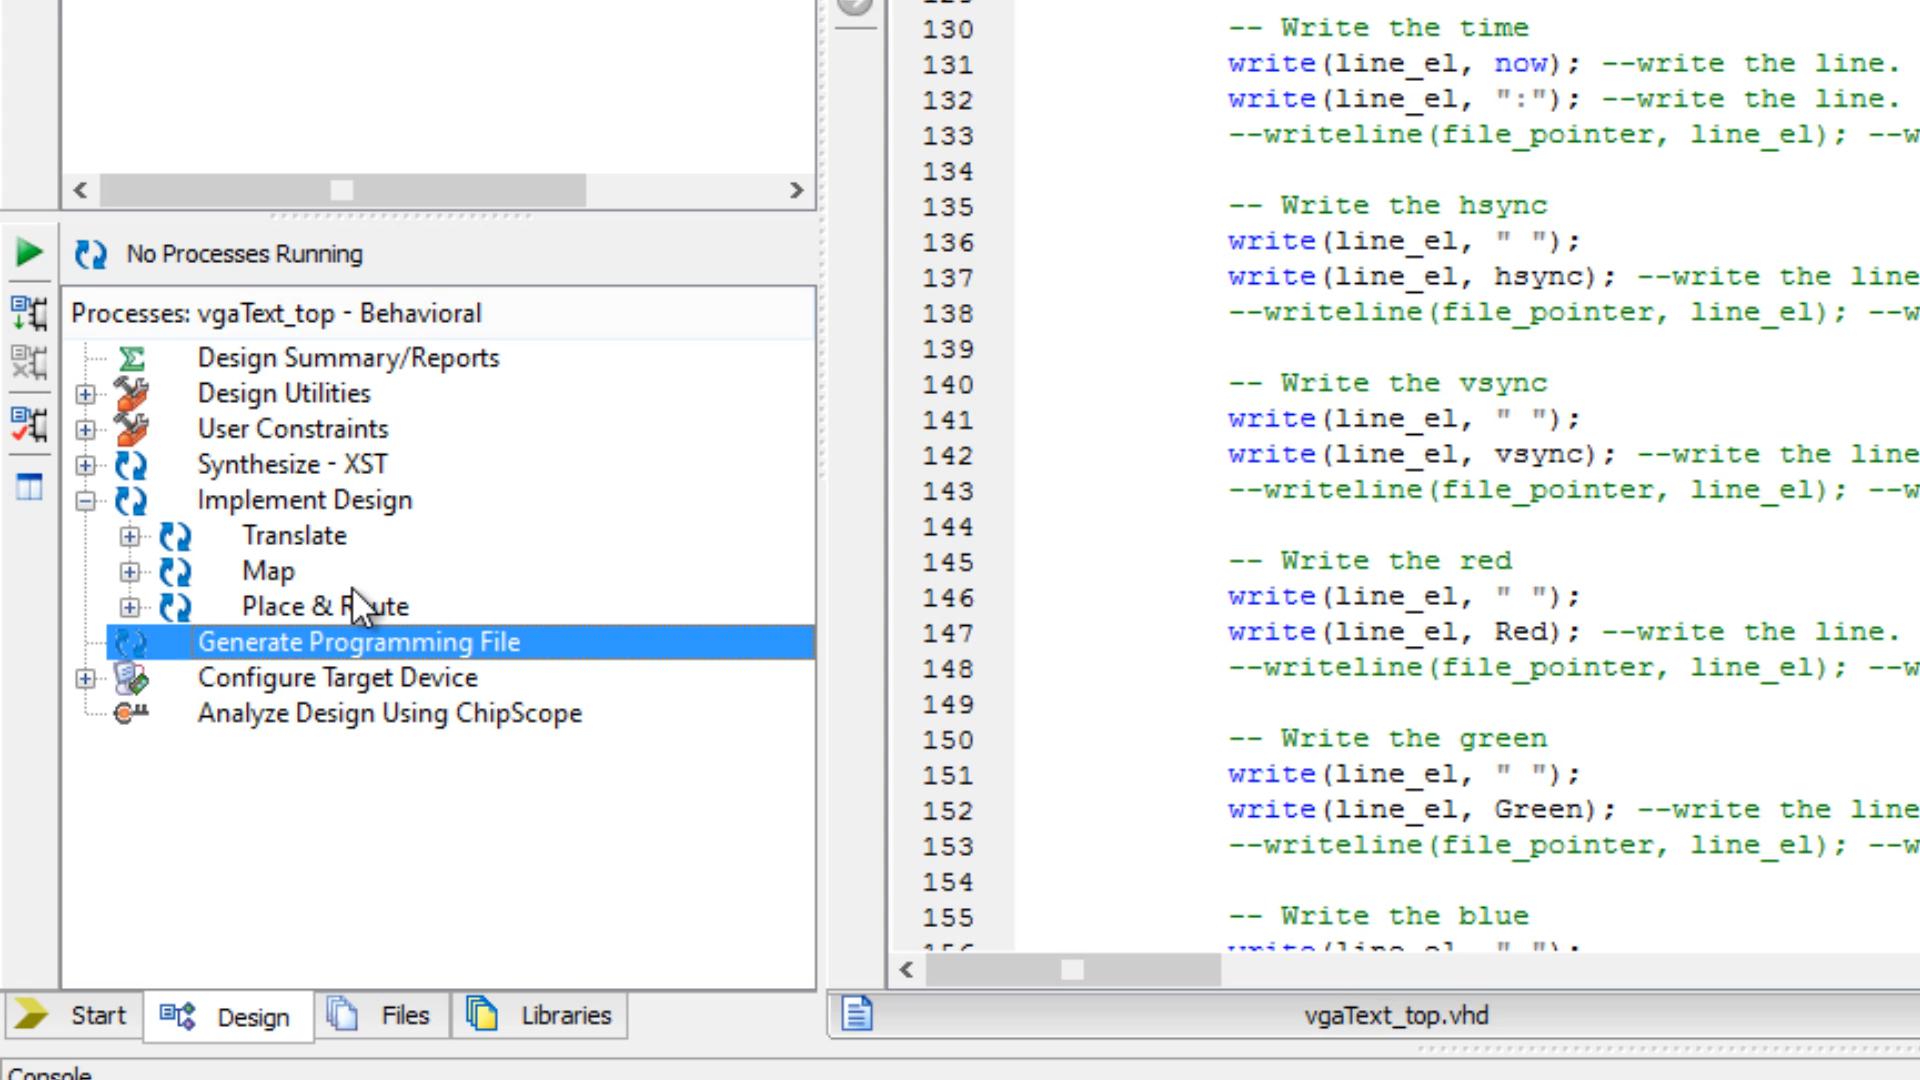 No Processes Running
Processes: vgaText_top - Behavioral
Design Summary/Reports
Design Utilities
User Constraints
Synthesize - XST
Implement Design
Translate
Map
Place & Route
Generate Programming File
Configure Target Device
Analyze Design Using ChipScope
Start
Design
Files
Libraries
Console
130 -- Write the time
131 write(line_el, now); --write the line.
132 write(line_el, ":"); --write the line.
133 --writeline(file_pointer, line_el); --w
134
135 -- Write the hsync
136 write(line_el, " ");
137 write(line_el, hsync); --write the line
138 --writeline(file_pointer, line_el); --w
139
140 -- Write the vsync
141 write(line_el, " ");
142 write(line_el, vsync); --write the line
143 --writeline(file_pointer, line_el); --w
144
145 -- Write the red
146 write(line_el, " ");
147 write(line_el, Red); --write the line.
148 --writeline(file_pointer, line_el); --w
149
150 -- Write the green
151 write(line_el, " ");
152 write(line_el, Green); --write the line
153 --writeline(file_pointer, line_el); --w
154
155 -- Write the blue
vgaText_top.vhd